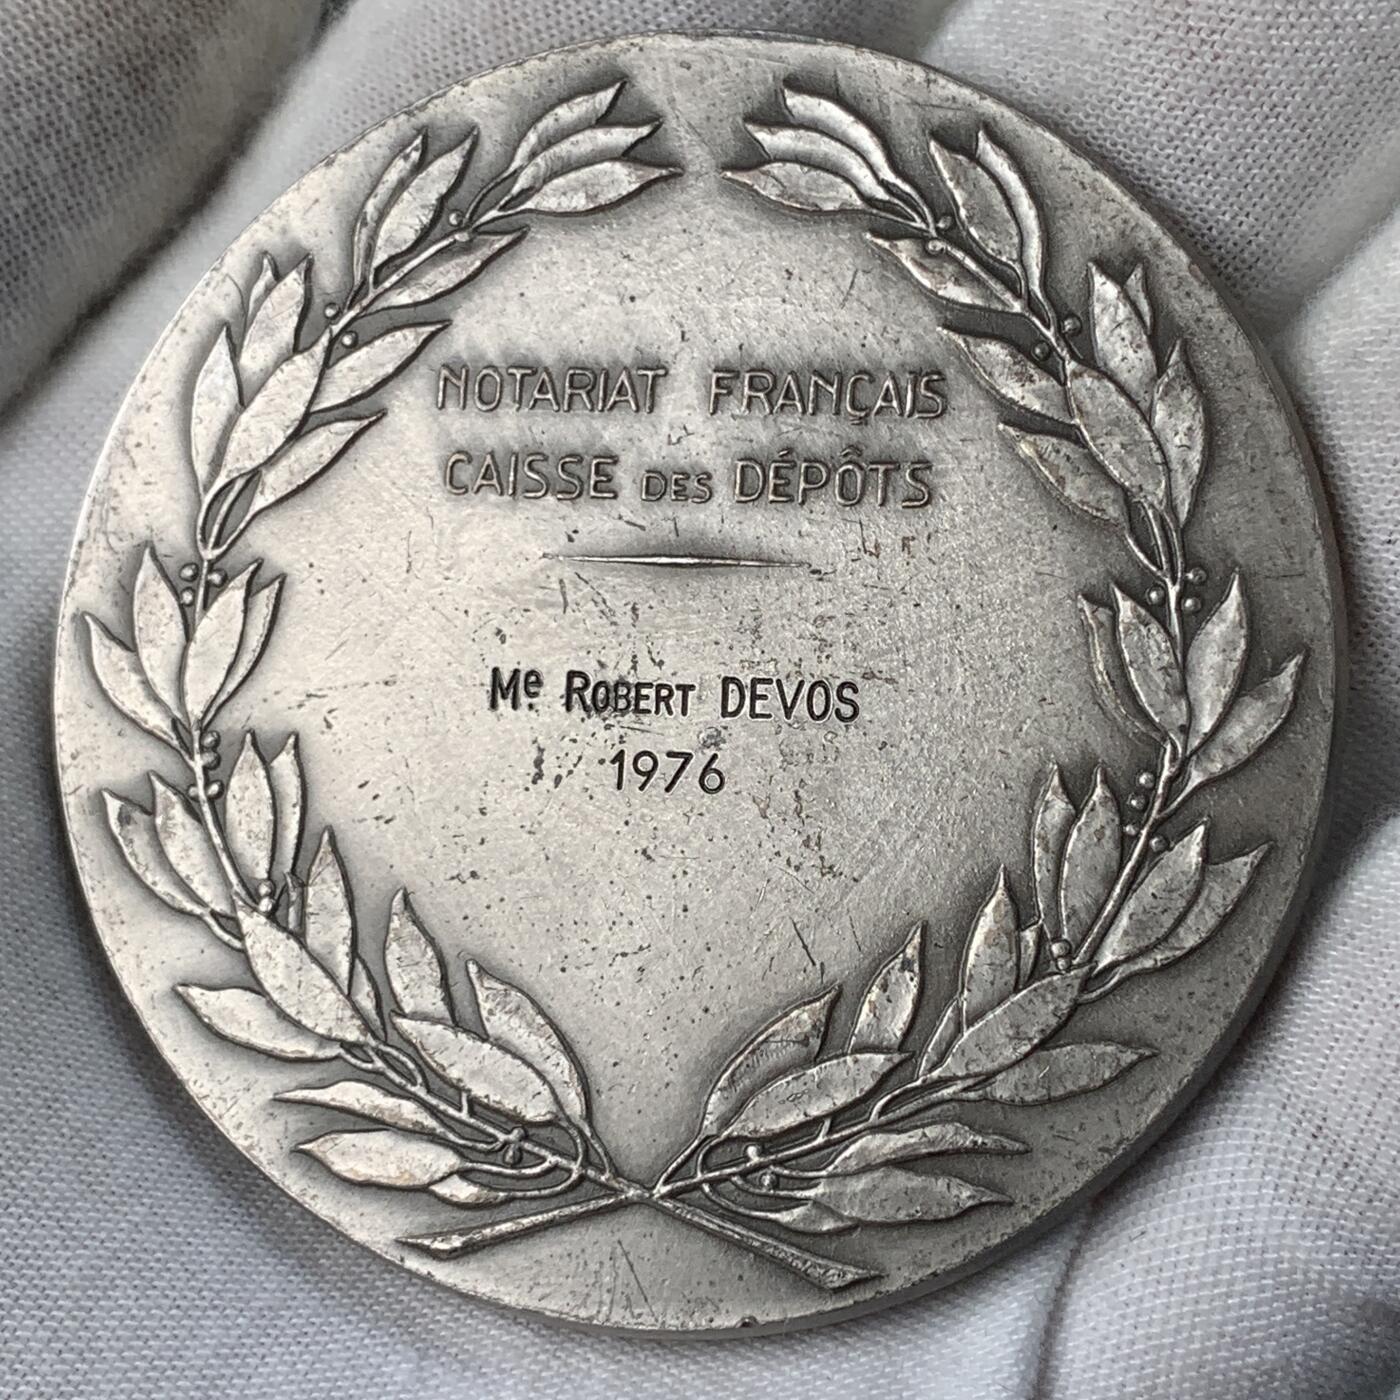 NOTARIAT FRANÇAIS
CAISSE DES DÉPÔTS
Me ROBERT DEVOS
1976